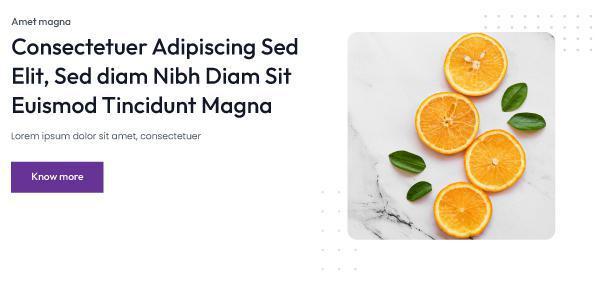 Amet magna
Consectetuer Adipiscing Sed
Elit, Sed diam Nibh Diam Sit
Euismod Tincidunt Magna
Lorem ipsum dolor sit amet, consectetuer
Know more